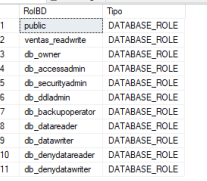 RolBD Tipo
1 public DATABASE_ROLE
2 ventas_readwrite DATABASE_ROLE
3 db_owner DATABASE_ROLE
4 db_accessadmin DATABASE_ROLE
5 db_securityadmin DATABASE_ROLE
6 db_ddladmin DATABASE_ROLE
7 db_backupoperator DATABASE_ROLE
8 db_datareader DATABASE_ROLE
9 db_datawriter DATABASE_ROLE
10 db_denydatareader DATABASE_ROLE
11 db_denydatawriter DATABASE_ROLE